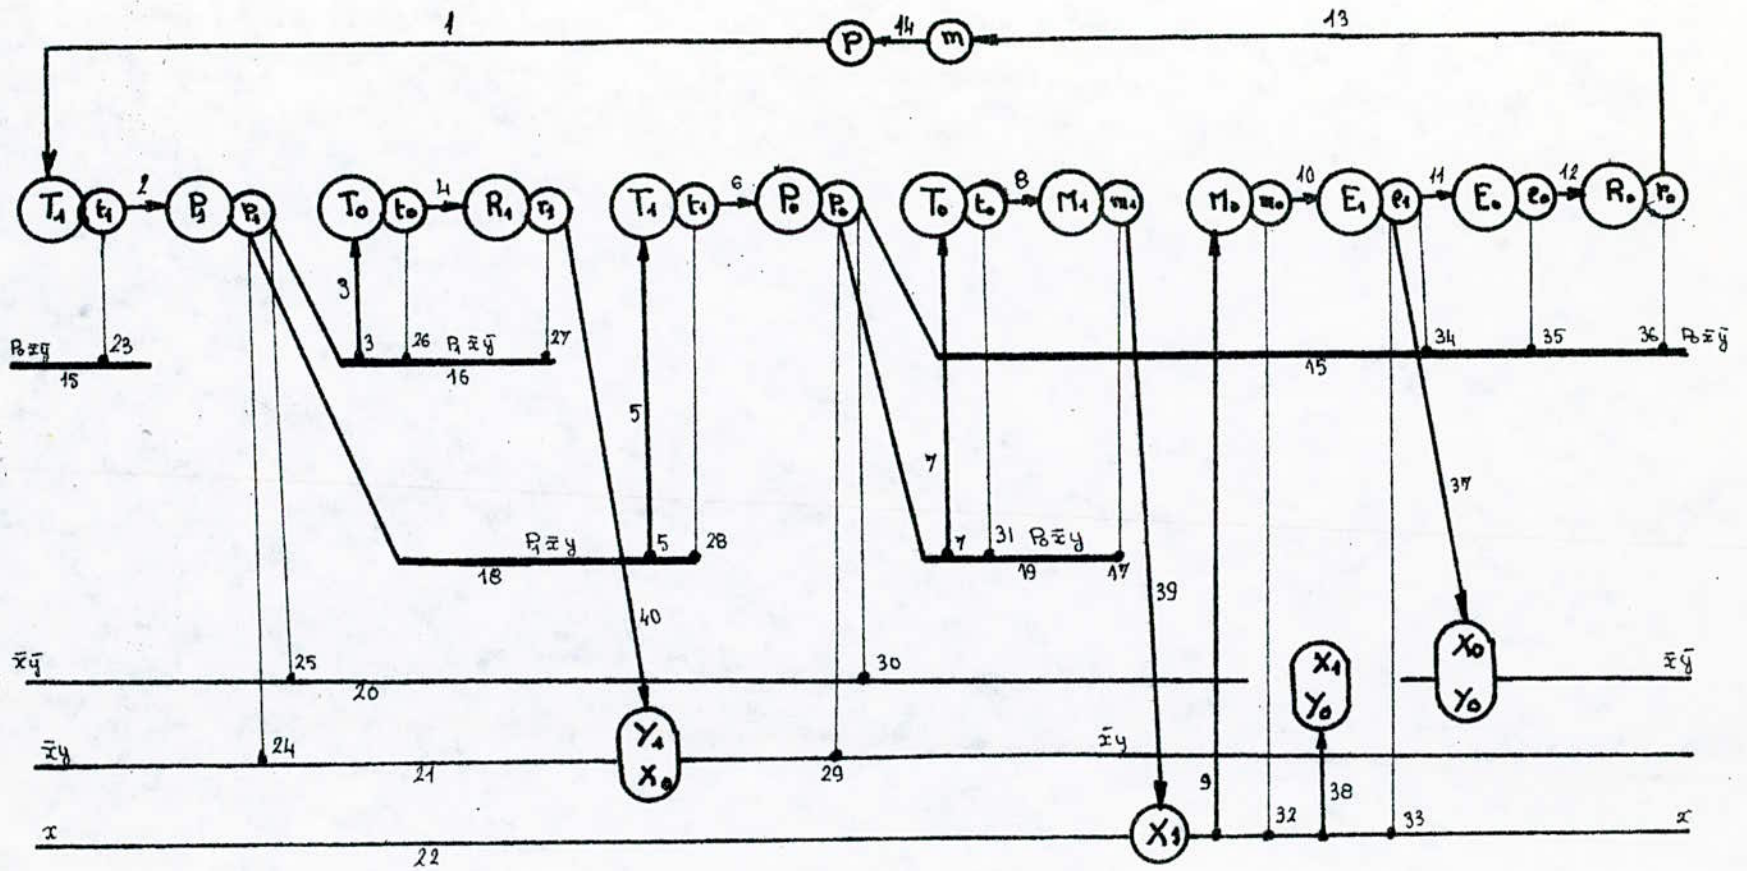 1 13
P 14 m
T₁ t₁ 2 P₁ p₁ T₀ t₀ 4 R₁ r₁ T₁ t₁ 6 P₀ p₀ T₀ t₀ 8 M₁ m₁ M₀ m₀ 10 E₁ e₁ 11 E₀ e₀ 12 R₀ r₀
3
P₀ x̄ ȳ 23 3 26 P₁ x̄ ȳ 27 34 35 36 P₀ x̄ ȳ
15 16 15
5 7 37
P₁ x̄ y 5 28 7 31 P₀ x̄ y
18 19 17
40 39
x̄ ȳ 25 30 X₁ X₀ x̄ ȳ
20 Y₀ Y₀
x̄ y 24 Y₁ x̄ y
21 X₀ 29 9 38
x X₁ 32 33 x
22